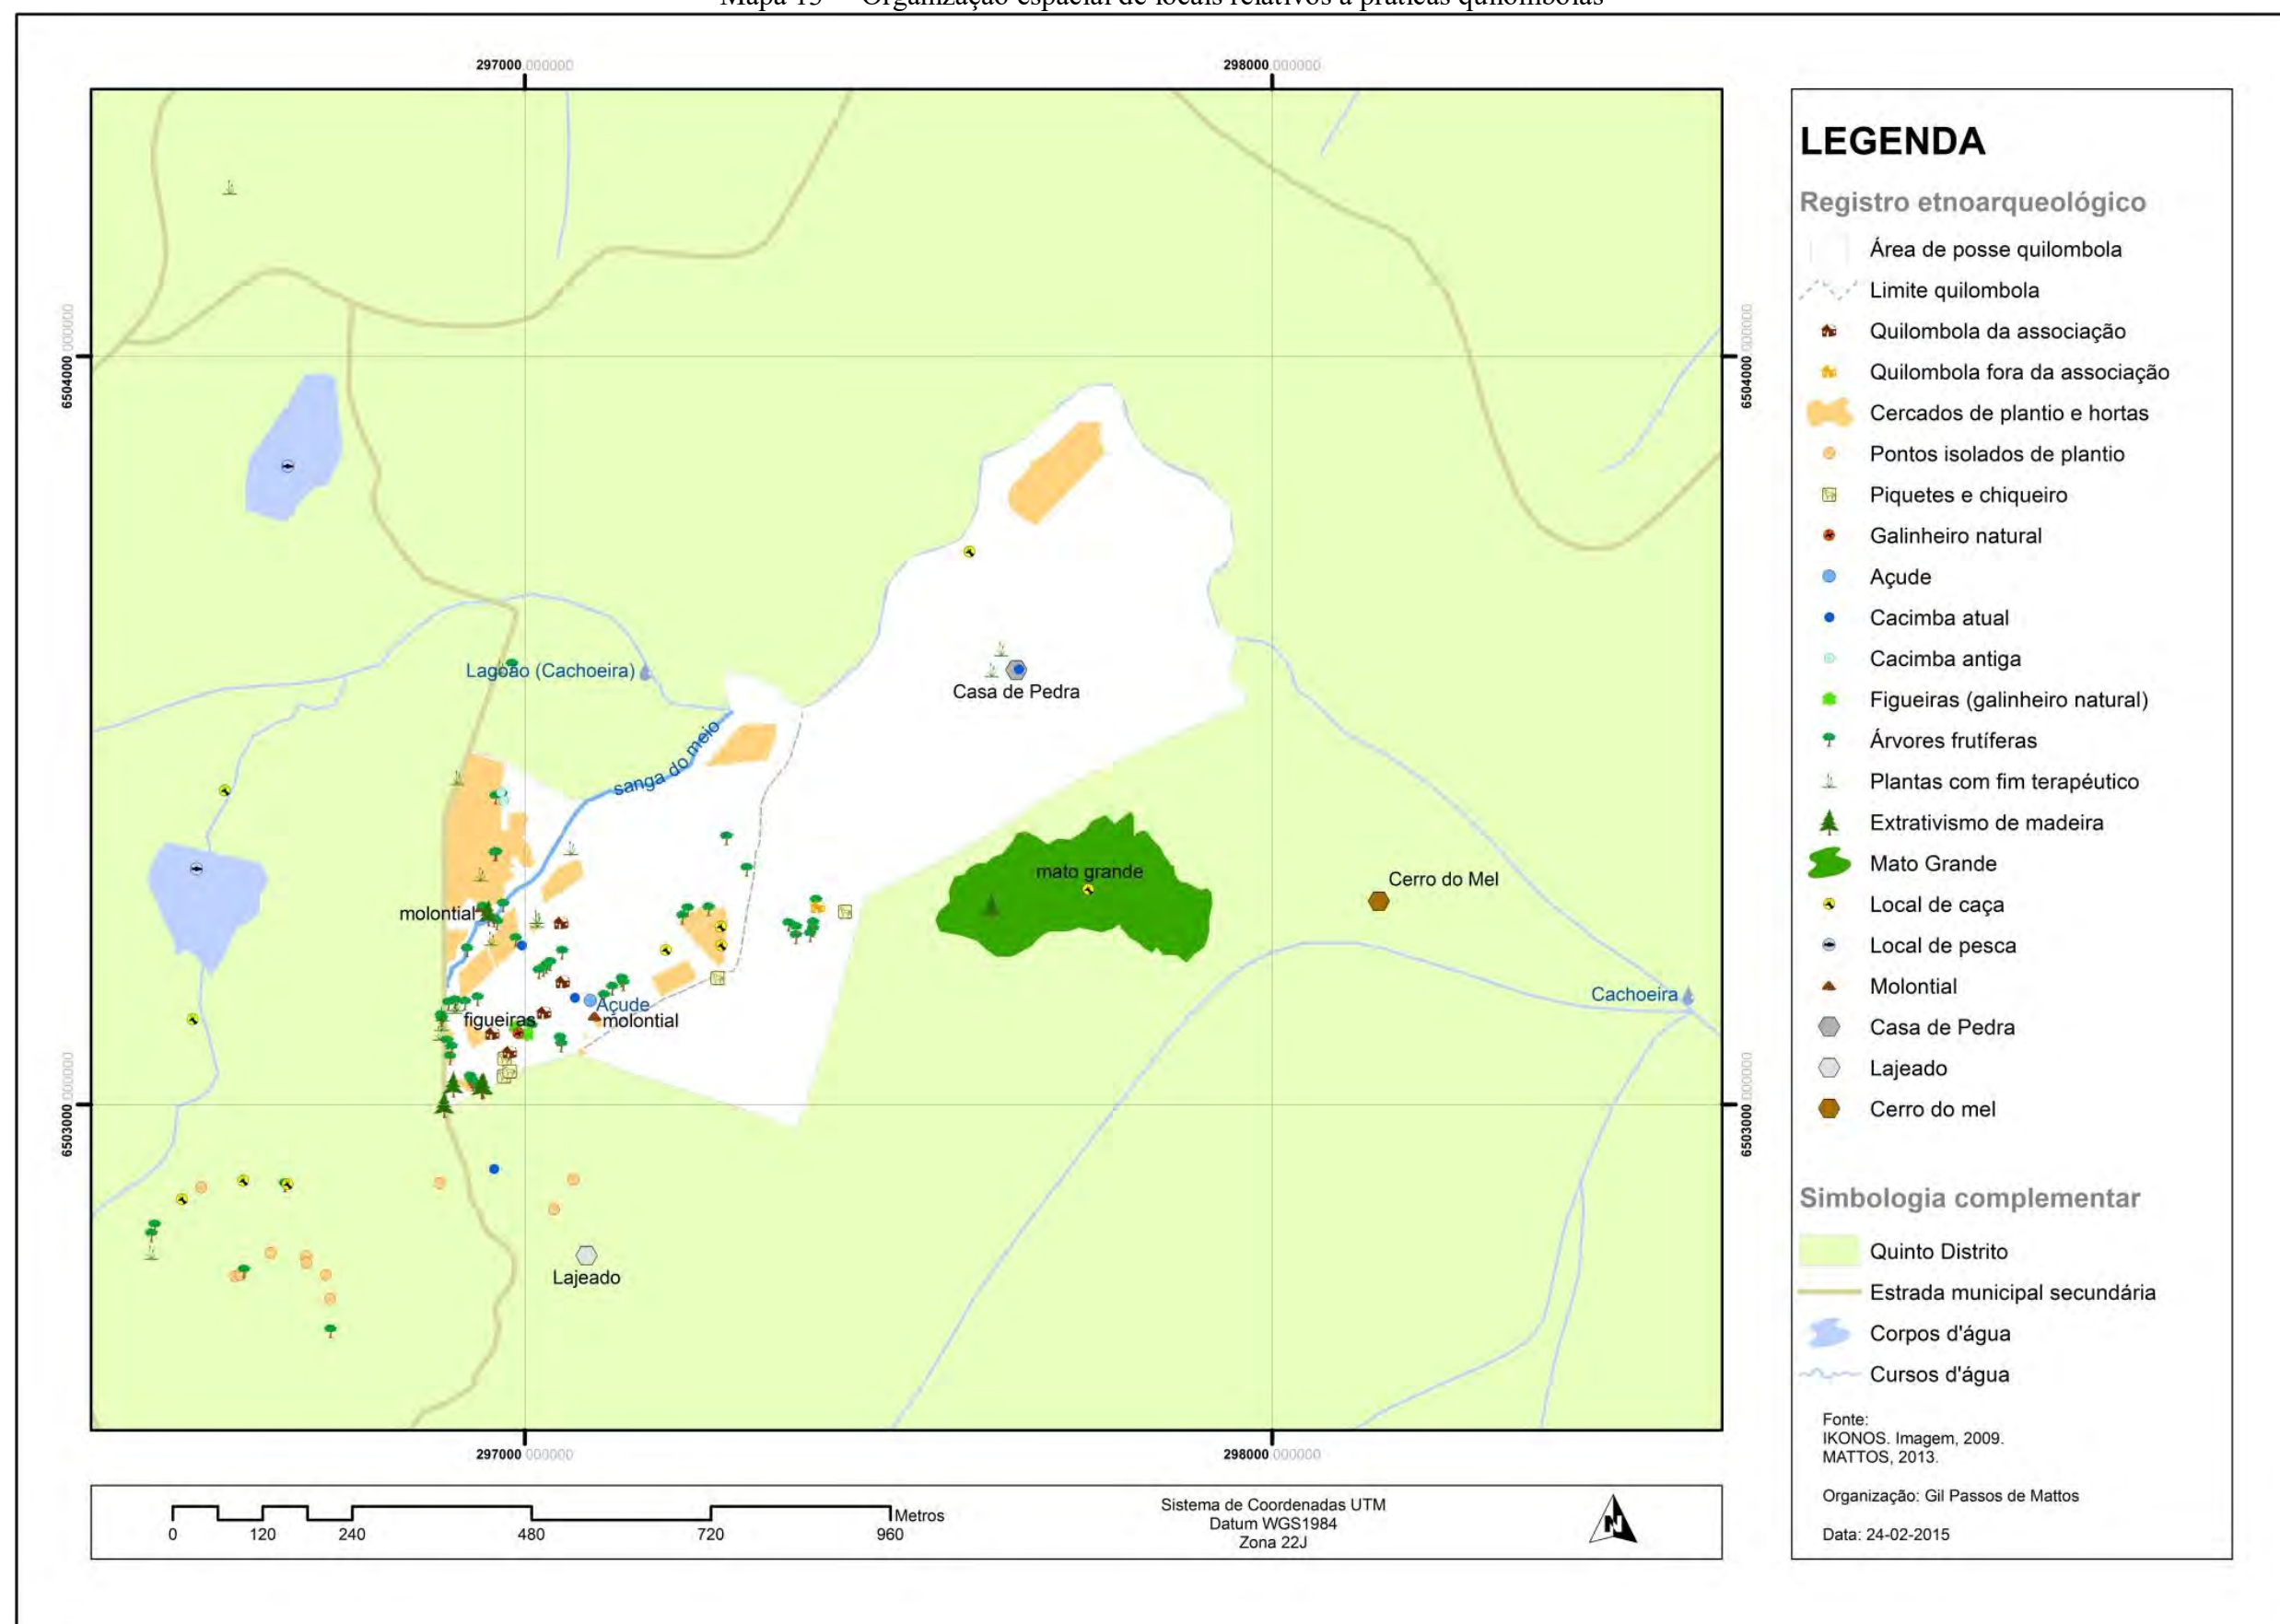 Organização espacial de locais relativos a práticas quilombolas
297000.000000
298000.000000
6504000.000000
6504000.000000
6503000.000000
6503000.000000
Lagoão (Cachoeira)
Casa de Pedra
sanga do meio
mato grande
Cerro do Mel
molontial
Cachoeira
Açude
figueiras
molontial
Lajeado
297000.000000
298000.000000
0 120 240 480 720 960
Metros
Sistema de Coordenadas UTM
Datum WGS1984
Zona 22J
N
LEGENDA
Registro etnoarqueológico
Área de posse quilombola
Limite quilombola
Quilombola da associação
Quilombola fora da associação
Cercados de plantio e hortas
Pontos isolados de plantio
Piquetes e chiqueiro
Galinheiro natural
Açude
Cacimba atual
Cacimba antiga
Figueiras (galinheiro natural)
Árvores frutíferas
Plantas com fim terapéutico
Extrativismo de madeira
Mato Grande
Local de caça
Local de pesca
Molontial
Casa de Pedra
Lajeado
Cerro do mel
Simbologia complementar
Quinto Distrito
Estrada municipal secundária
Corpos d'água
Cursos d'água
Fonte:
IKONOS. Imagem, 2009.
MATTOS, 2013.
Organização: Gil Passos de Mattos
Data: 24-02-2015